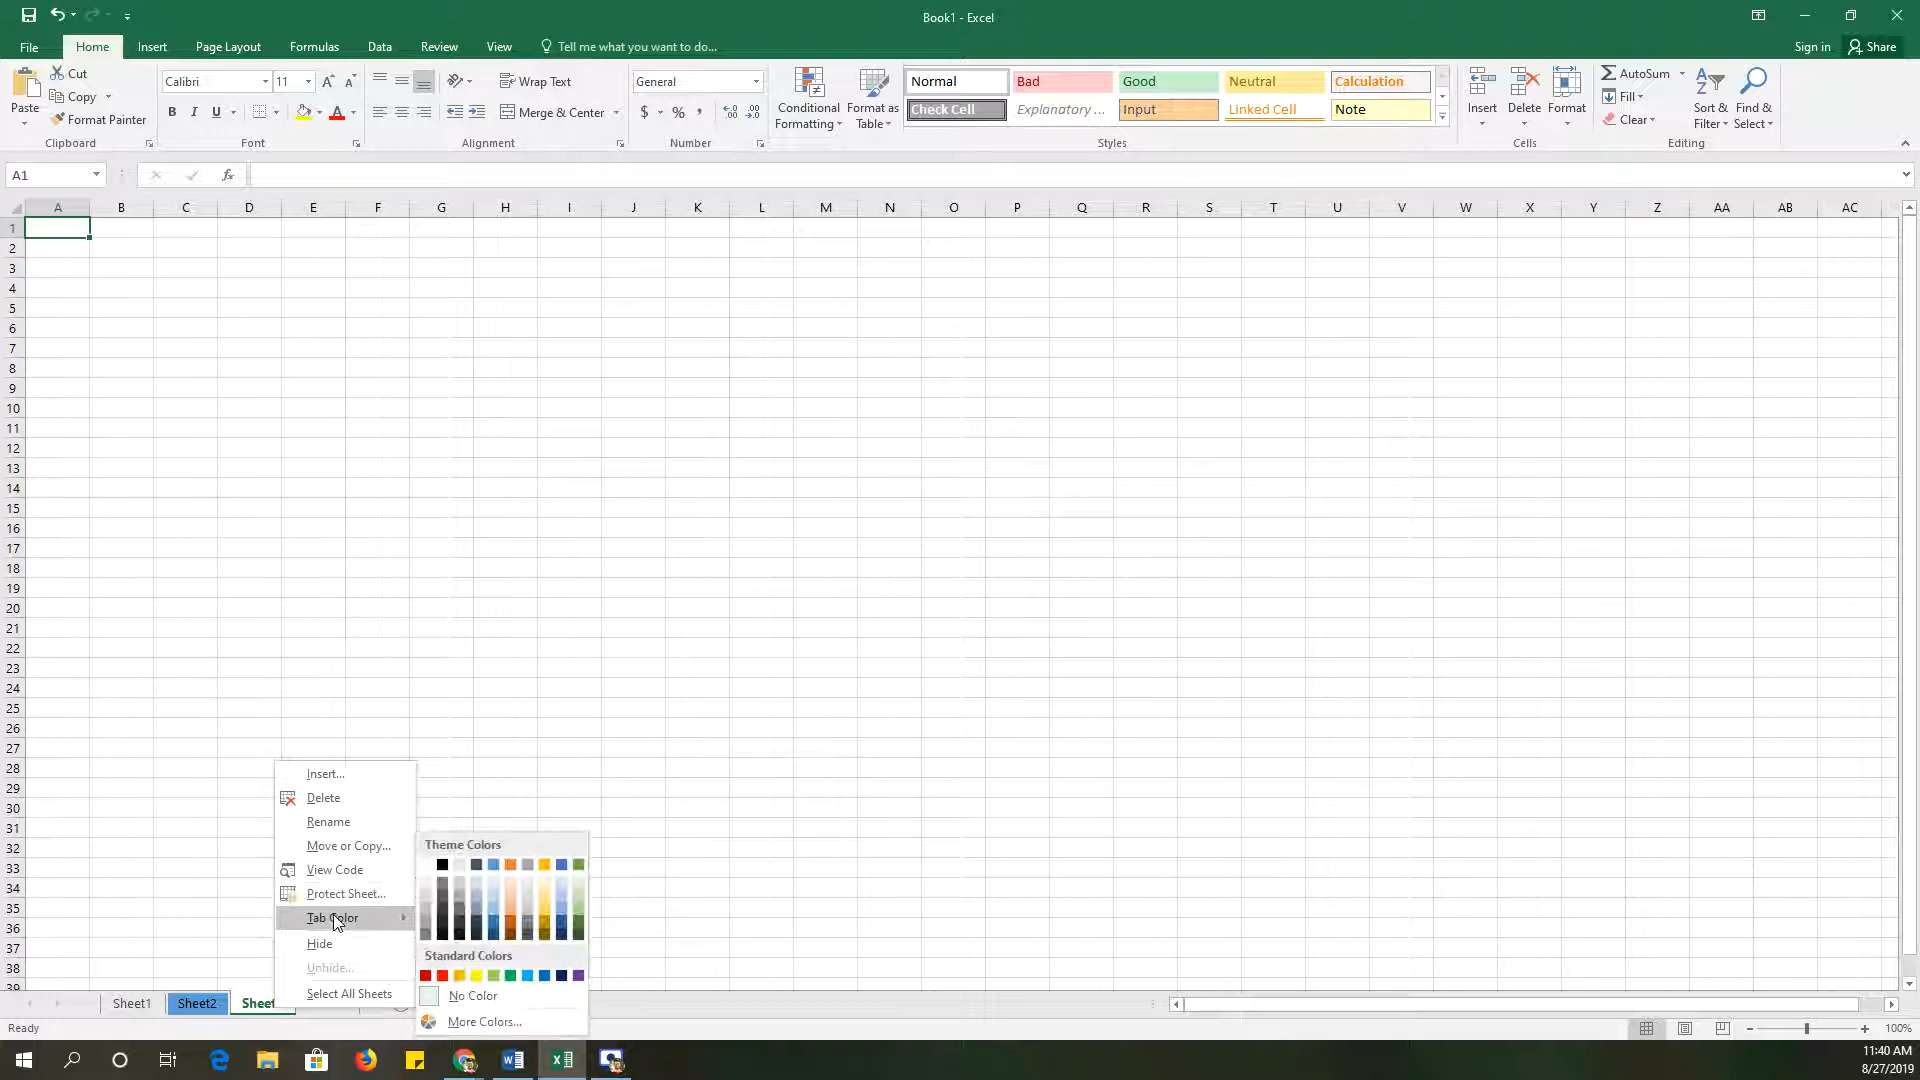 Book1 - Excel
File Home Insert Page Layout Formulas Data Review View Tell me what you want to do... Sign in Share
Paste
Cut
Copy
Format Painter
Clipboard
Calibri 11
B I U
Font
Wrap Text
Merge & Center
Alignment
General
$ % ,
Number
Conditional Formatting
Format as Table
Normal Bad Good Neutral Calculation
Check Cell Explanatory ... Input Linked Cell Note
Styles
Insert Delete Format
Cells
AutoSum
Fill
Clear
Sort & Filter
Find & Select
Editing
A1 fx
A B C D E F G H I J K L M N O P Q R S T U V W X Y Z AA AB AC
1
2
3
4
5
6
7
8
9
10
11
12
13
14
15
16
17
18
19
20
21
22
23
24
25
26
27
28
29
30
31
32
33
34
35
36
37
38
39
Insert...
Delete
Rename
Move or Copy...
View Code
Protect Sheet...
Tab Color
Hide
Unhide...
Select All Sheets
Theme Colors
Standard Colors
No Color
More Colors...
Sheet1 Sheet2 Sheet
Ready 100%
11:40 AM
8/27/2019